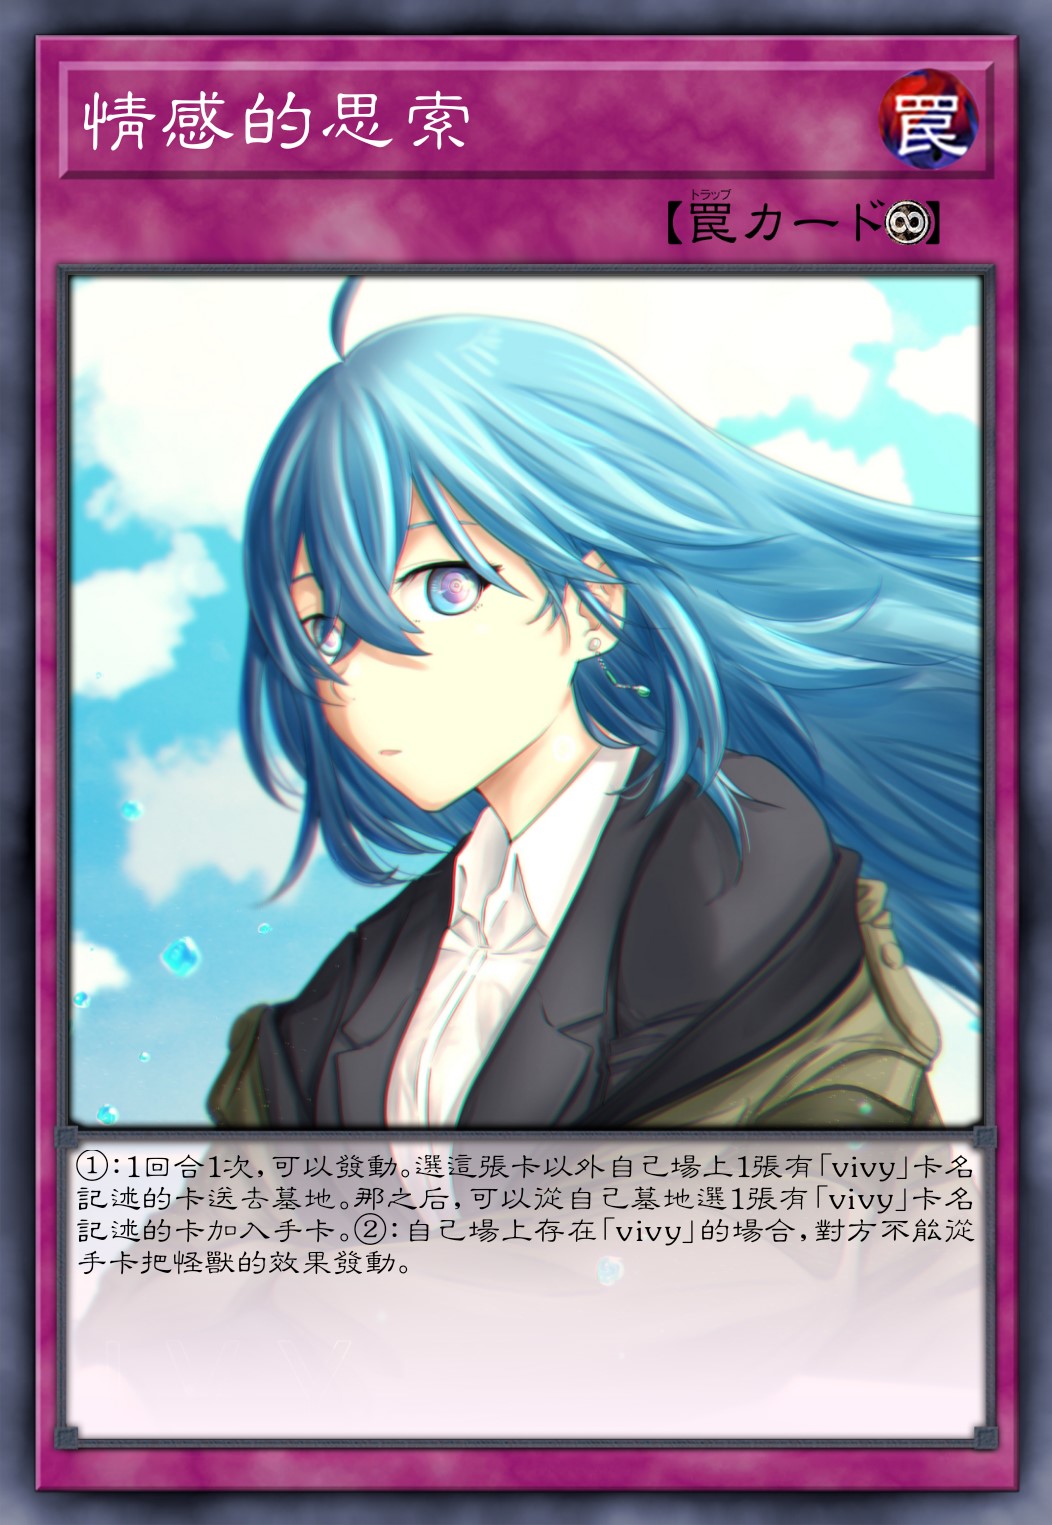 情感的思索
罠
トラップ
【罠カード∞】
①:1回合1次,可以發動。選這張卡以外自己場上1張有「vivy」卡名
記述的卡送去墓地。那之后,可以從自己墓地選1張有「vivy」卡名
記述的卡加入手卡。②:自己場上存在「vivy」的場合,對方不能從
手卡把怪獸的效果發動。